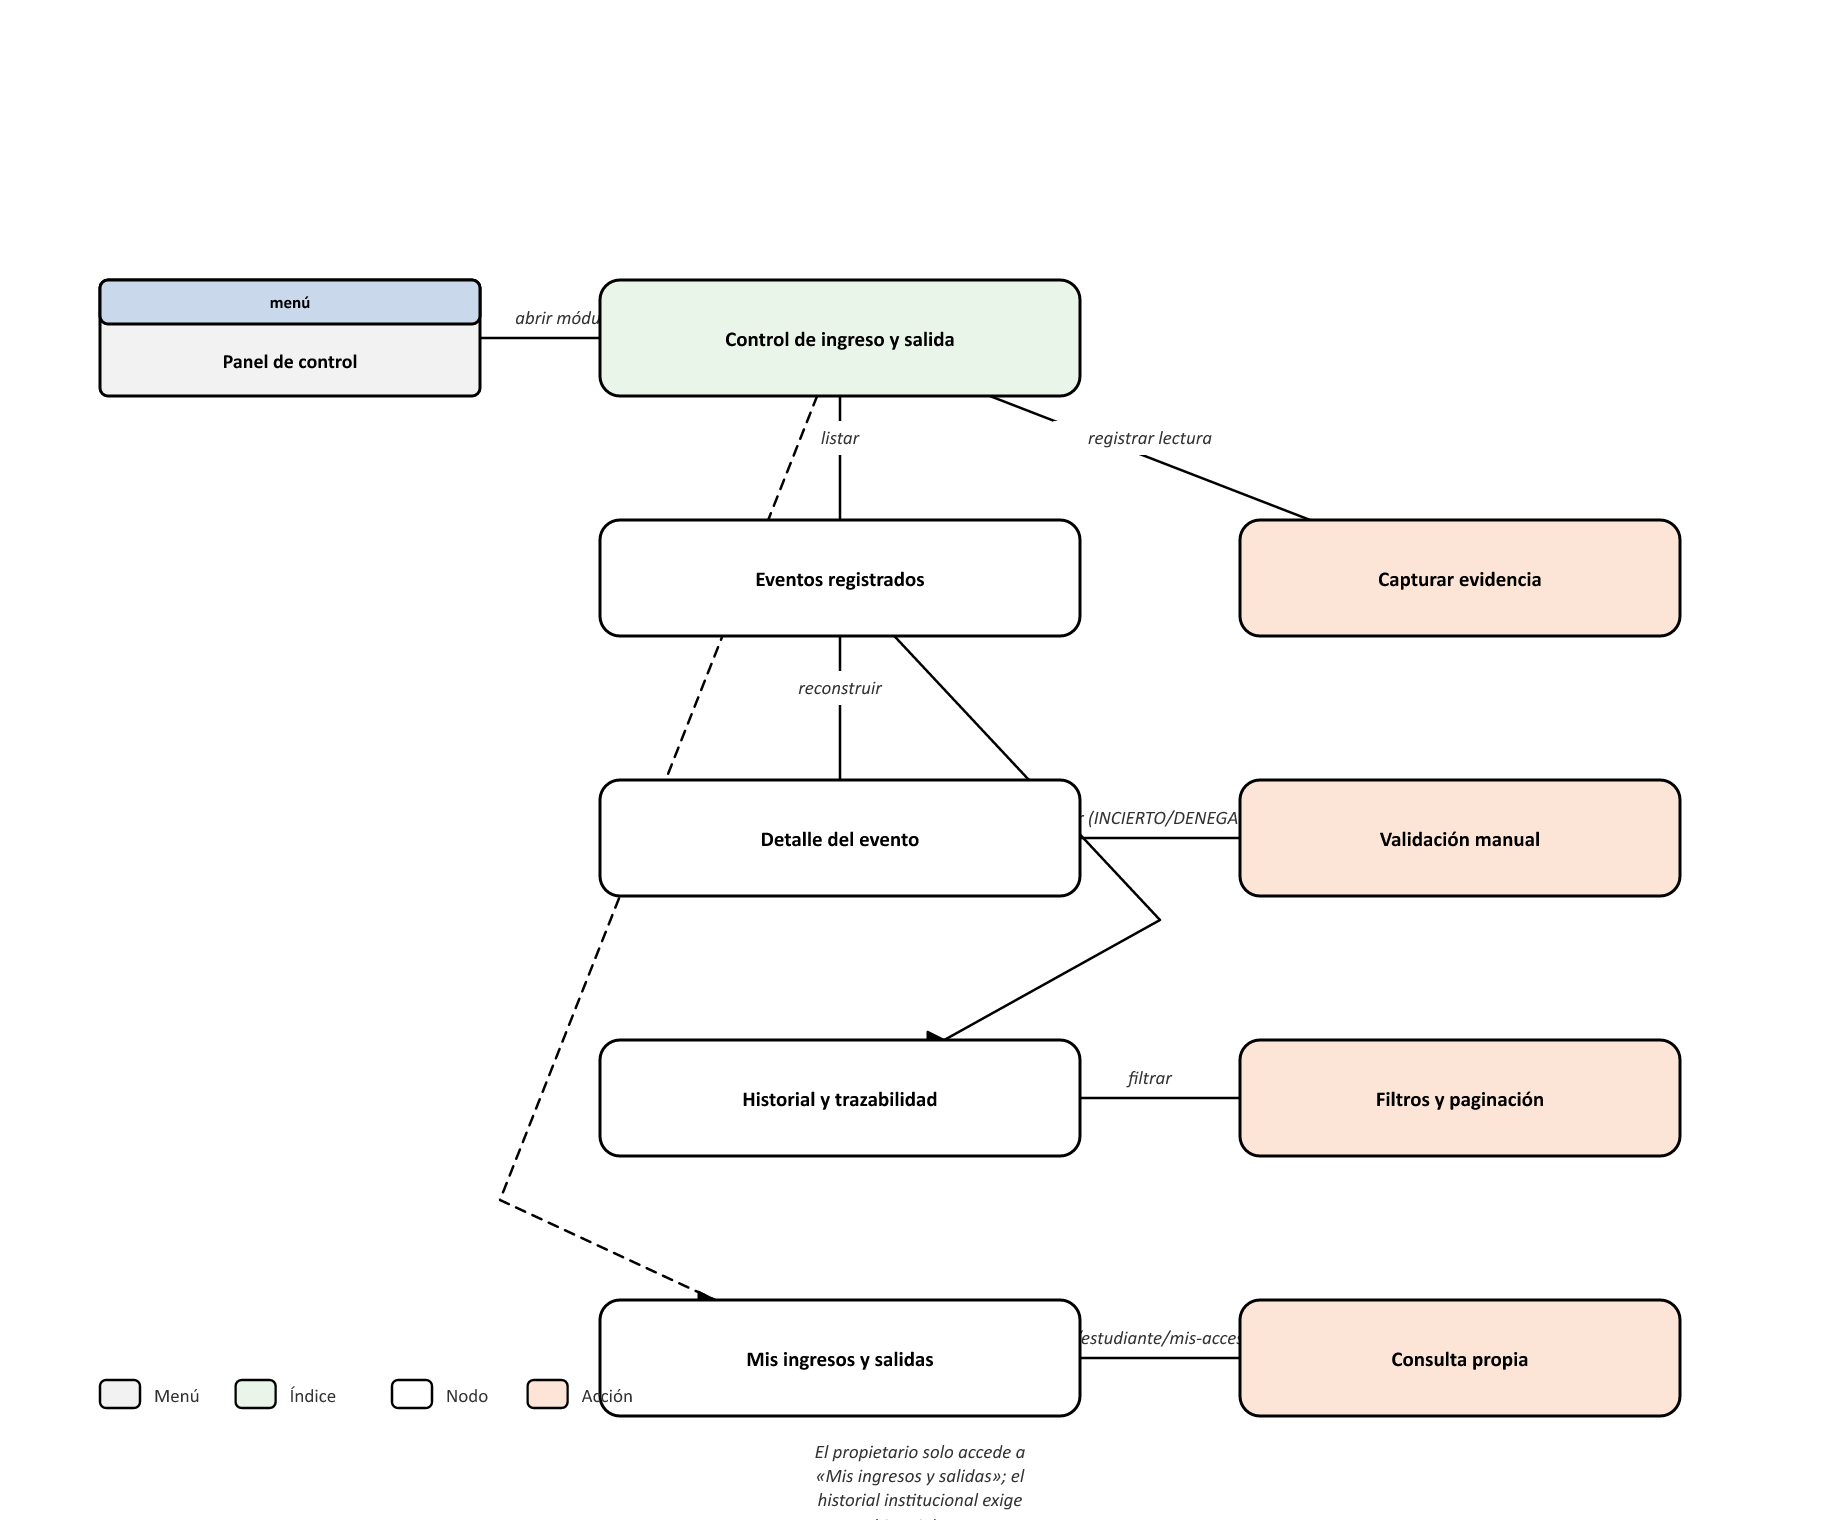 menú
Panel de control
abrir módu
Control de ingreso y salida
listar
registrar lectura
Eventos registrados
Capturar evidencia
reconstruir
Detalle del evento
(INCIERTO/DENEGA
Validación manual
Historial y trazabilidad
filtrar
Filtros y paginación
Mis ingresos y salidas
/estudiante/mis-acces
Consulta propia
Menú
Índice
Nodo
Acción
El propietario solo accede a
«Mis ingresos y salidas»; el
historial institucional exige